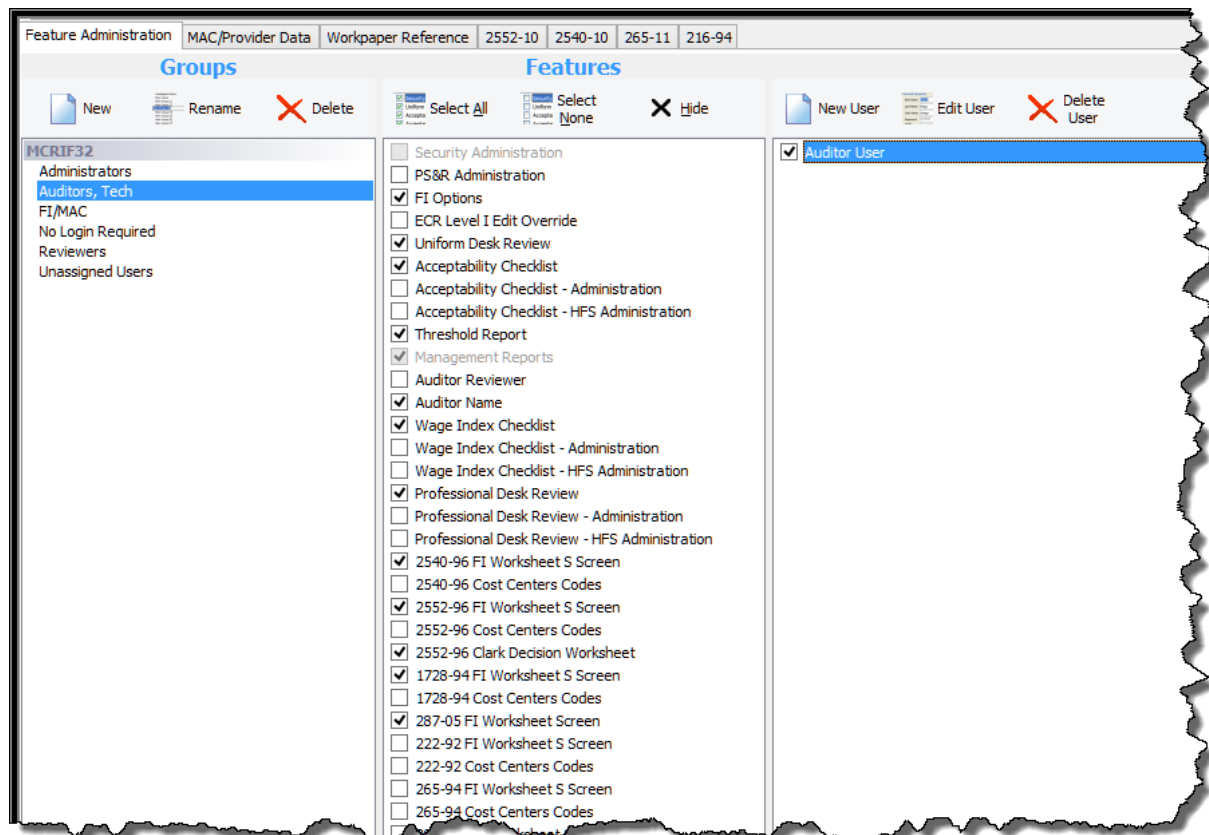 Feature Administration MAC/Provider Data Workpaper Reference 2552-10 2540-10 265-11 216-94
Groups Features
New Rename Delete Select All Select None Hide New User Edit User Delete User
MCRIF32
Administrators
Auditors, Tech
FI/MAC
No Login Required
Reviewers
Unassigned Users
Security Administration
PS&R Administration
FI Options
ECR Level I Edit Override
Uniform Desk Review
Acceptability Checklist
Acceptability Checklist - Administration
Acceptability Checklist - HFS Administration
Threshold Report
Management Reports
Auditor Reviewer
Auditor Name
Wage Index Checklist
Wage Index Checklist - Administration
Wage Index Checklist - HFS Administration
Professional Desk Review
Professional Desk Review - Administration
Professional Desk Review - HFS Administration
2540-96 FI Worksheet S Screen
2540-96 Cost Centers Codes
2552-96 FI Worksheet S Screen
2552-96 Cost Centers Codes
2552-96 Clark Decision Worksheet
1728-94 FI Worksheet S Screen
1728-94 Cost Centers Codes
287-05 FI Worksheet Screen
222-92 FI Worksheet S Screen
222-92 Cost Centers Codes
265-94 FI Worksheet S Screen
265-94 Cost Centers Codes
Auditor User